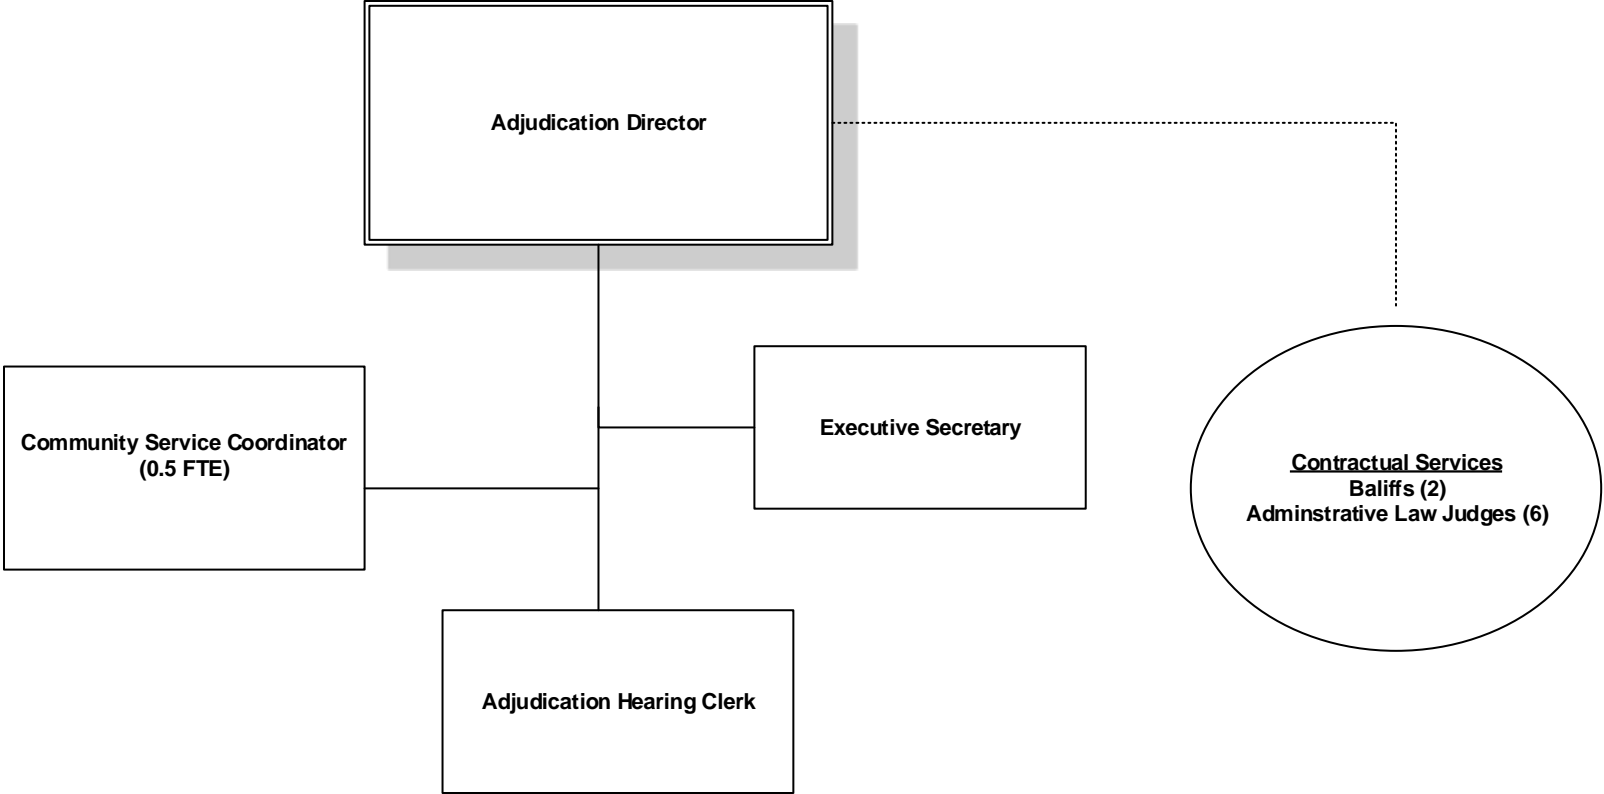 Adjudication Director
Executive Secretary
Community Service Coordinator
(0.5 FTE)
Contractual Services
Baliffs (2)
Adminstrative Law Judges (6)
Adjudication Hearing Clerk